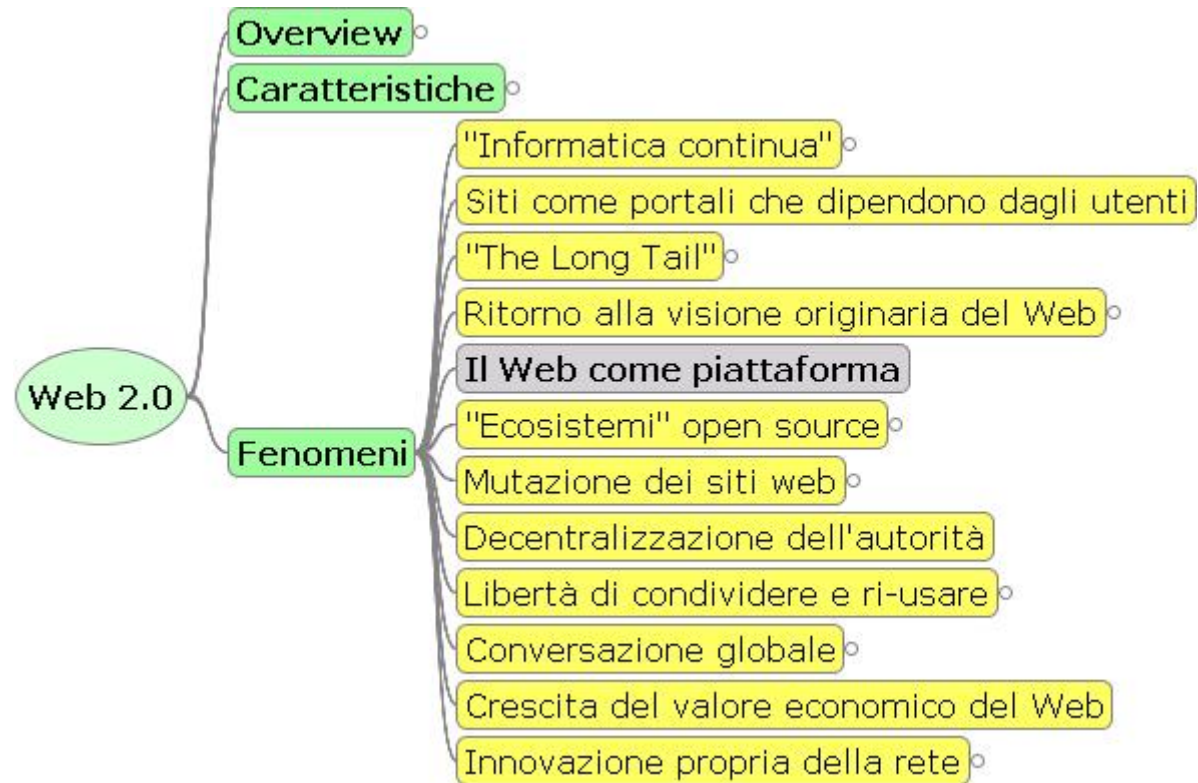 Overview
Caratteristiche
"Informatica continua"
Siti come portali che dipendono dagli utenti
"The Long Tail"
Ritorno alla visione originaria del Web
Il Web come piattaforma
Web 2.0
"Ecosistemi" open source
Fenomeni
Mutazione dei siti web
Decentralizzazione dell'autorità
Libertà di condividere e ri-usare
Conversazione globale
Crescita del valore economico del Web
Innovazione propria della rete